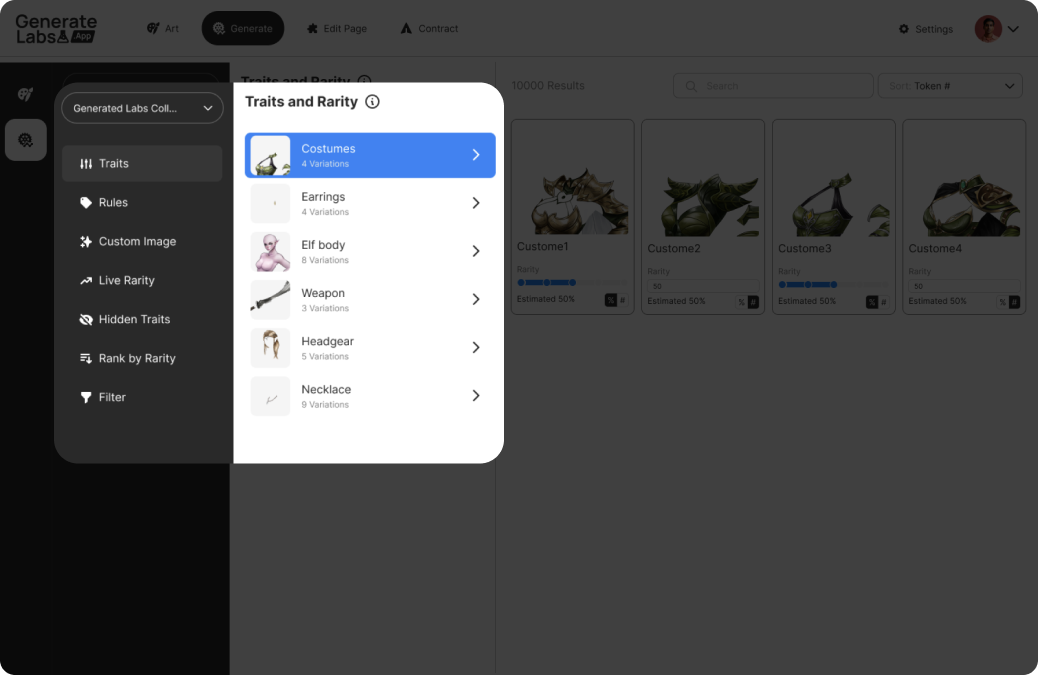 Generate
Labs App
Art
Generate
Edit Page
Contract
Settings
Traits and Rarity
10000 Results
Search
Sort: Token #
Generated Labs Coll...
Traits
Rules
Custom Image
Live Rarity
Hidden Traits
Rank by Rarity
Filter
Traits and Rarity
Costumes
4 Variations
Earrings
4 Variations
Elf body
8 Variations
Weapon
3 Variations
Headgear
5 Variations
Necklace
9 Variations
Custome1
Rarity
Estimated 50%
% #
Custome2
Rarity
50
Estimated 50%
% #
Custome3
Rarity
Estimated 50%
% #
Custome4
Rarity
50
Estimated 50%
% #